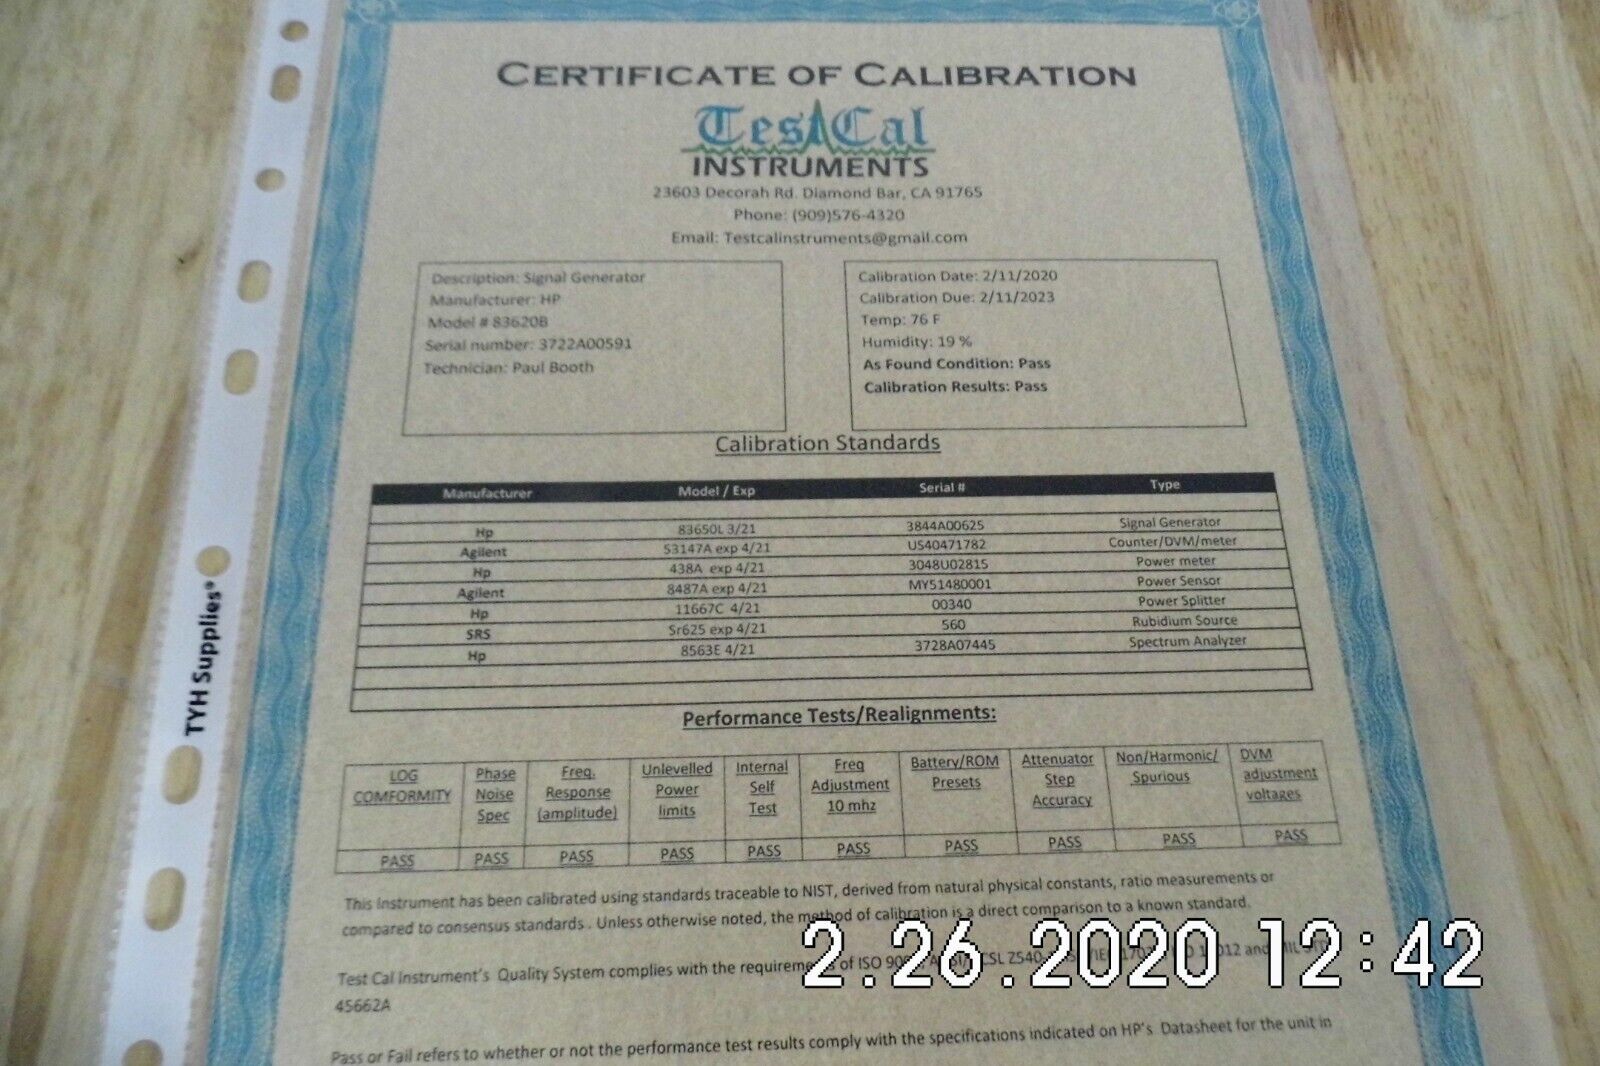 CERTIFICATE OF CALIBRATION
TestCal
INSTRUMENTS
23603 Decorah Rd. Diamond Bar, CA 91765
Phone: (909)576-4320
Email: Testcalinstruments@gmail.com
Description: Signal Generator
Manufacturer: HP
Model # 83620B
Serial number: 3722A00591
Technician: Paul Booth
Calibration Date: 2/11/2020
Calibration Due: 2/11/2023
Temp: 76 F
Humidity: 19 %
As Found Condition: Pass
Calibration Results: Pass
Calibration Standards
Manufacturer Model / Exp Serial # Type
Hp 83650L 3/21 3844A00625 Signal Generator
Agilent 53147A exp 4/21 US40471782 Counter/DVM/meter
Hp 438A exp 4/21 3048U02815 Power meter
Agilent 8487A exp 4/21 MY51480001 Power Sensor
Hp 11667C 4/21 00340 Power Splitter
SRS Sr625 exp 4/21 560 Rubidium Source
Hp 8563E 4/21 3728A07445 Spectrum Analyzer
Performance Tests/Realignments:
LOG COMFORMITY
Phase Noise Spec
Freq. Response (amplitude)
Unlevelled Power limits
Internal Self Test
Freq Adjustment 10 mhz
Battery/ROM Presets
Attenuator Step Accuracy
Non/Harmonic/ Spurious
DVM adjustment voltages
PASS PASS PASS PASS PASS PASS PASS PASS PASS PASS
This Instrument has been calibrated using standards traceable to NIST, derived from natural physical constants, ratio measurements or
compared to consensus standards . Unless otherwise noted, the method of calibration is a direct comparison to a known standard.
Test Cal Instrument's Quality System complies with the requirements of ISO
45662A
Pass or Fail refers to whether or not the performance test results comply with the specifications indicated on HP's Datasheet for the unit in
TYH Supplies®
2.26.2020 12:42